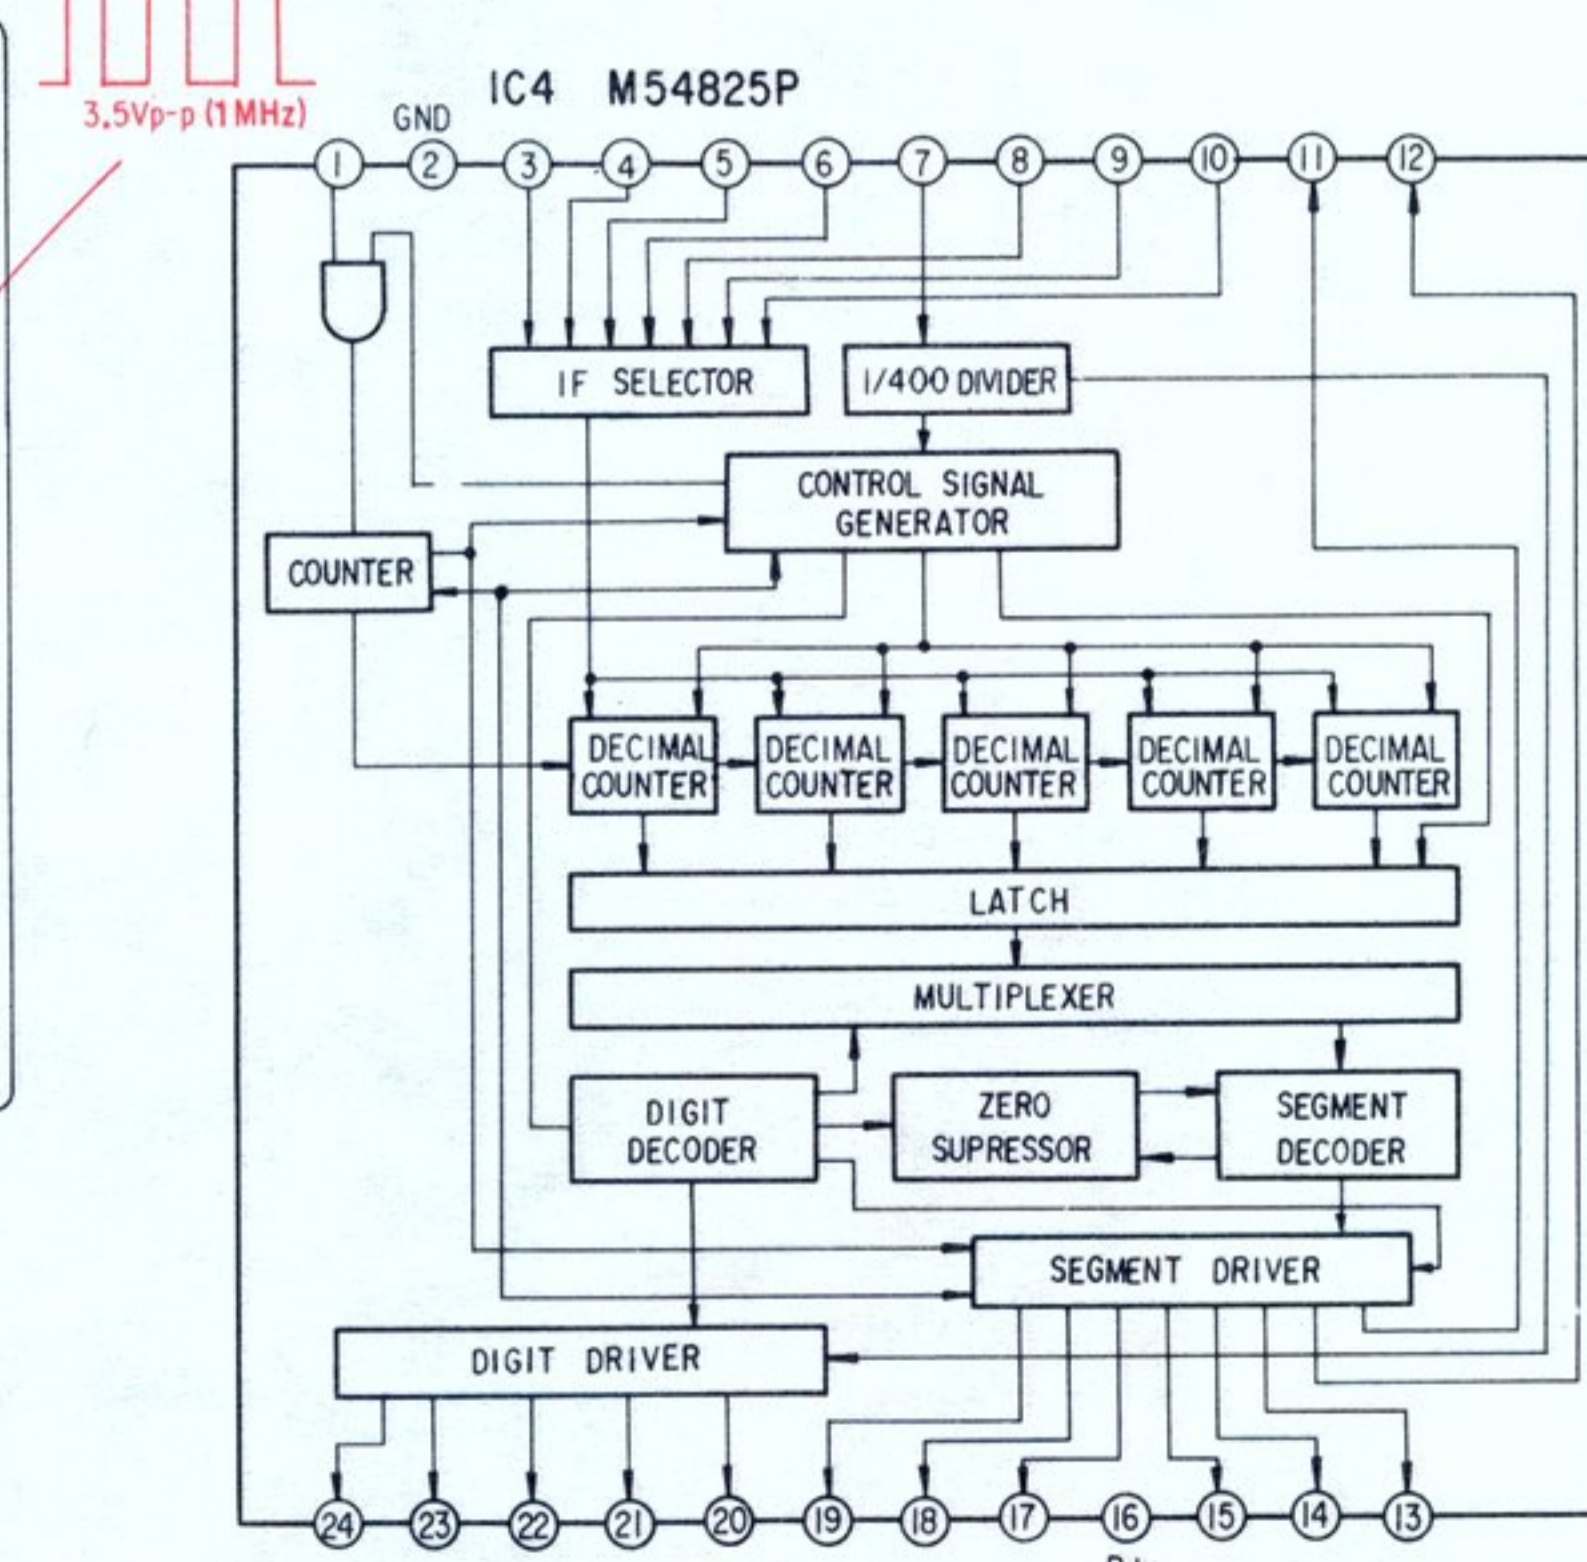 IC4 M54825P
3.5Vp-p (1MHz)
GND
1 2 3 4 5 6 7 8 9 10 11 12
IF SELECTOR
1/400 DIVIDER
CONTROL SIGNAL
GENERATOR
COUNTER
DECIMAL
COUNTER
DECIMAL
COUNTER
DECIMAL
COUNTER
DECIMAL
COUNTER
DECIMAL
COUNTER
LATCH
MULTIPLEXER
DIGIT
DECODER
ZERO
SUPRESSOR
SEGMENT
DECODER
SEGMENT DRIVER
DIGIT DRIVER
24 23 22 21 20 19 18 17 16 15 14 13